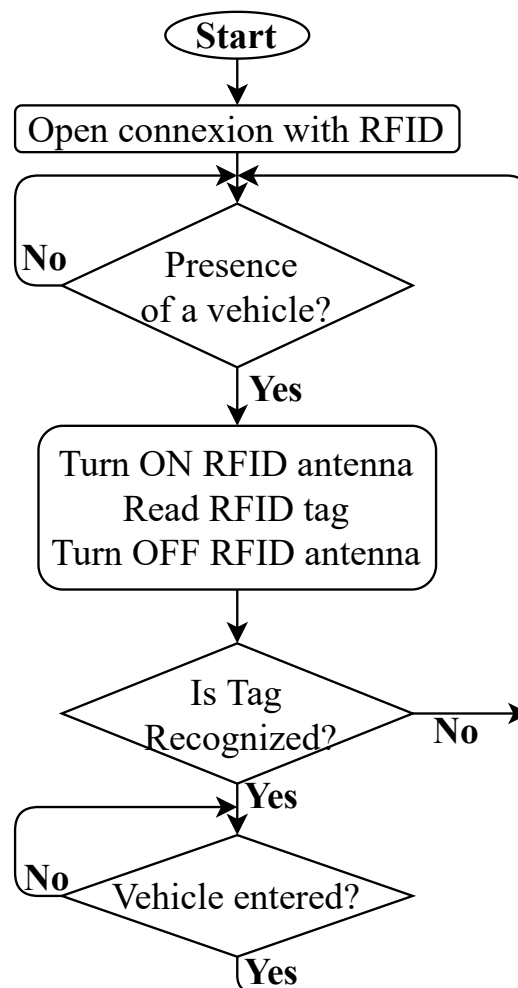 Start
Open connexion with RFID
No
Presence
of a vehicle?
Yes
Turn ON RFID antenna
Read RFID tag
Turn OFF RFID antenna
Is Tag
Recognized?
No
Yes
No
Vehicle entered?
Yes